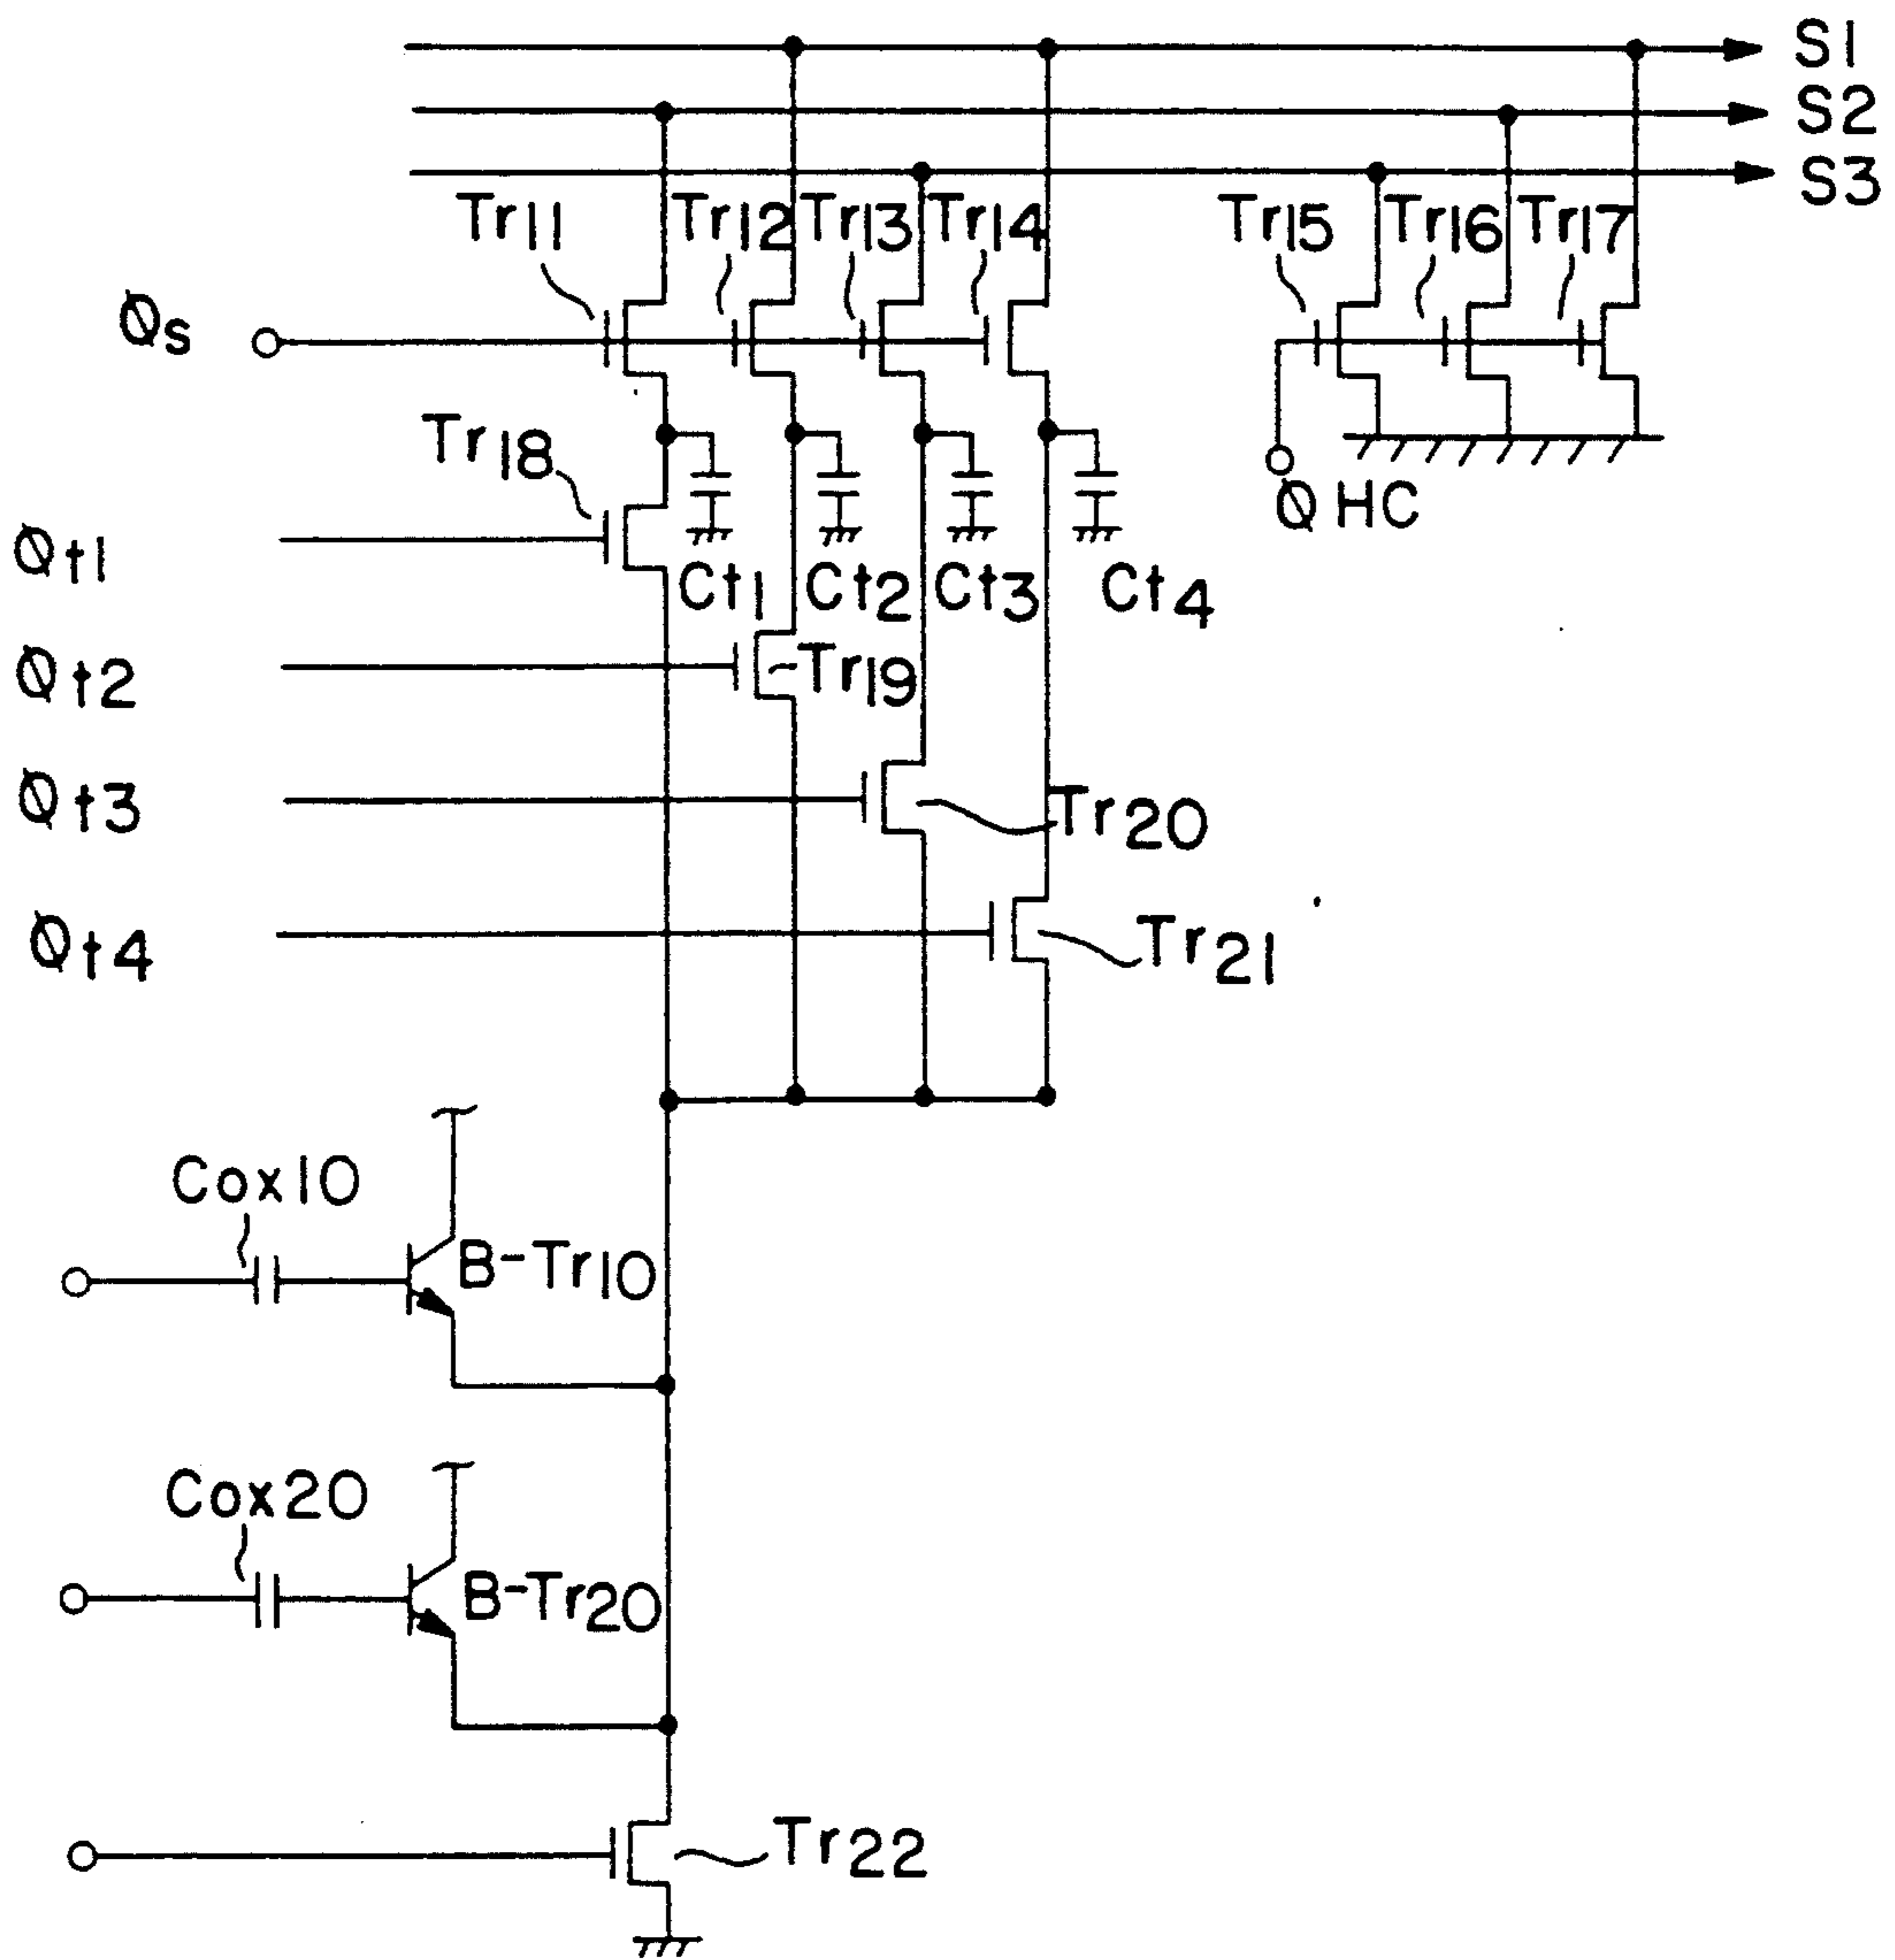 S1
S2
S3
Tr11 Tr12 Tr13 Tr14 Tr15 Tr16 Tr17
Øs
Tr18
ØHC
Øt1
Ct1 Ct2 Ct3 Ct4
Øt2
Tr19
Øt3
Tr20
Øt4
Tr21
Cox10
B-Tr10
Cox20
B-Tr20
Tr22